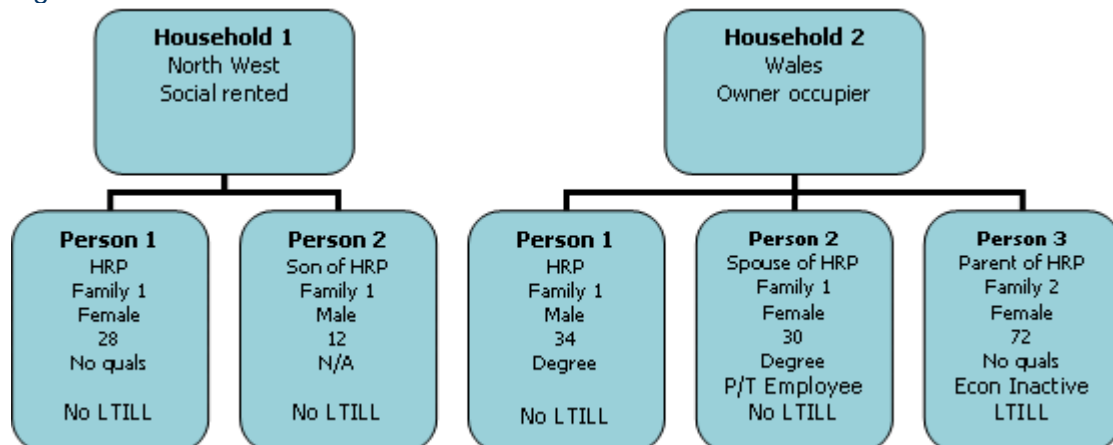 Household 1
North West
Social rented
Household 2
Wales
Owner occupier
Person 1
HRP
Family 1
Female
28
No quals
No LTILL
Person 2
Son of HRP
Family 1
Male
12
N/A
No LTILL
Person 1
HRP
Family 1
Male
34
Degree
No LTILL
Person 2
Spouse of HRP
Family 1
Female
30
Degree
P/T Employee
No LTILL
Person 3
Parent of HRP
Family 2
Female
72
No quals
Econ Inactive
LTILL